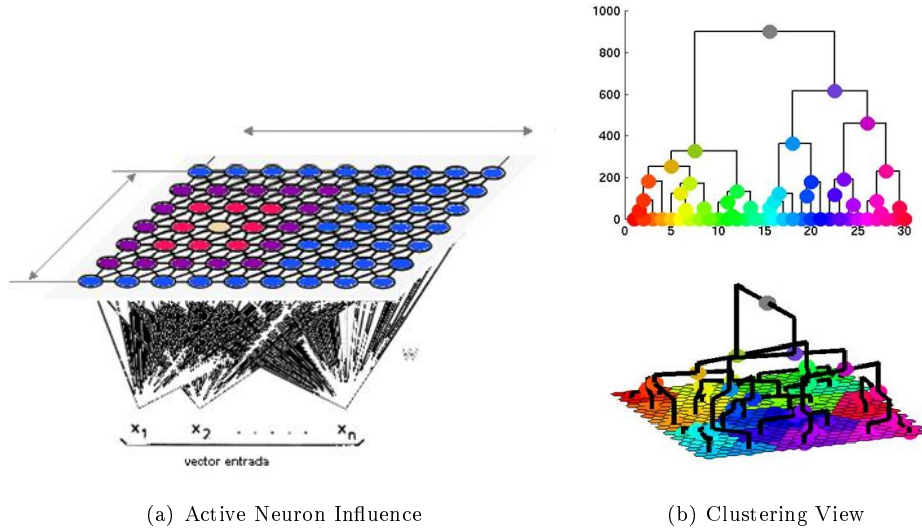 W
x1 x2 . . . . . xn
vector entrada
(a) Active Neuron Influence
1000
800
600
400
200
0
0 5 10 15 20 25 30
(b) Clustering View